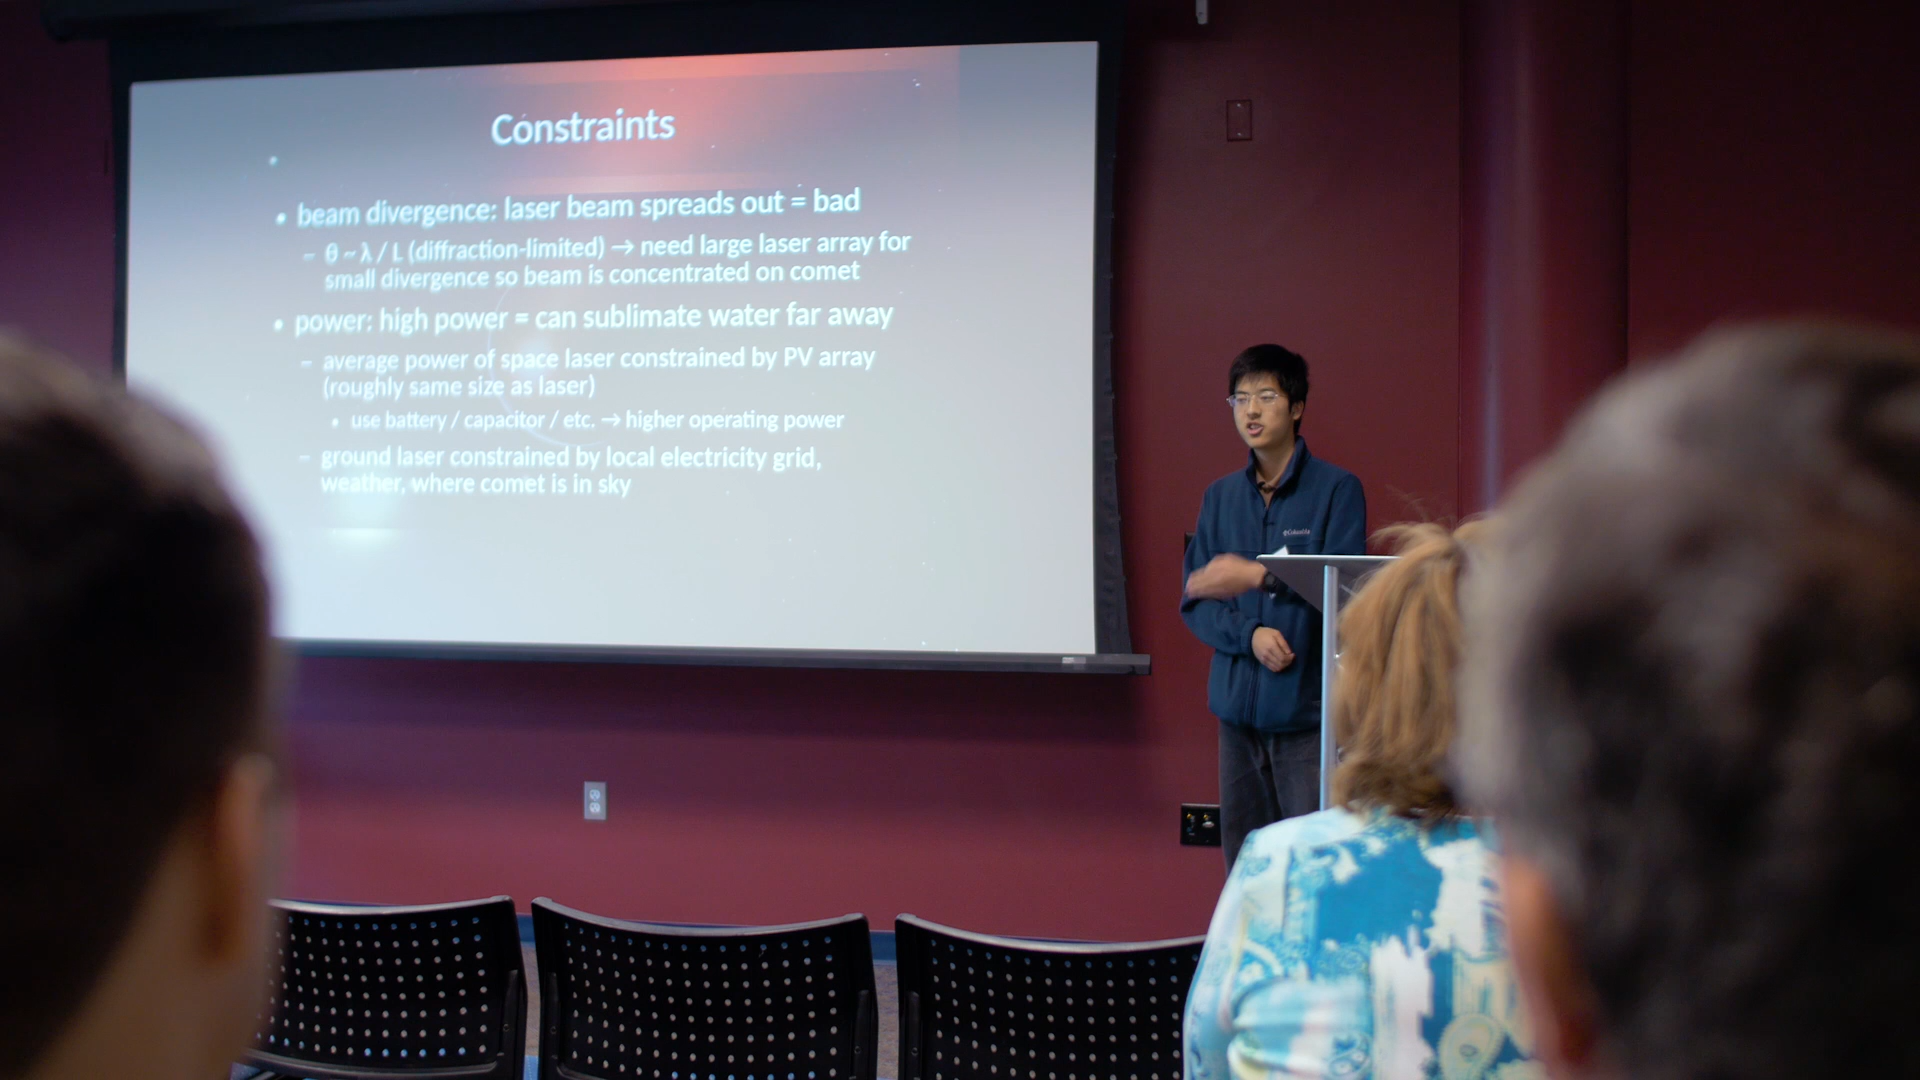 Constraints
• beam divergence: laser beam spreads out = bad
– θ ~ λ / L (diffraction-limited) → need large laser array for
small divergence so beam is concentrated on comet
• power: high power = can sublimate water far away
– average power of space laser constrained by PV array
(roughly same size as laser)
• use battery / capacitor / etc. → higher operating power
– ground laser constrained by local electricity grid,
weather, where comet is in sky
Columbia